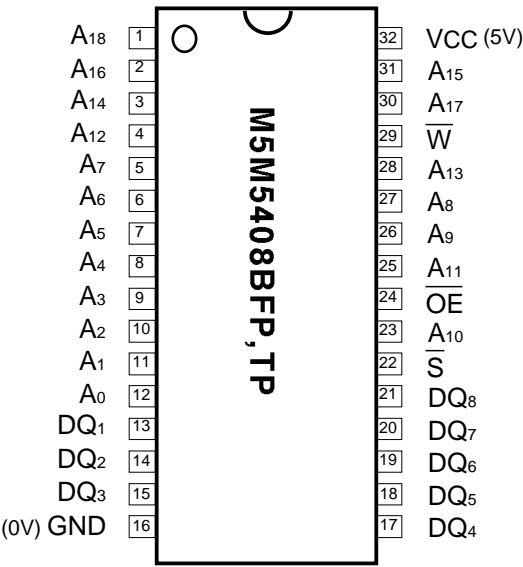 A18 1 32 VCC (5V)
A16 2 31 A15
A14 3 30 A17
A12 4 29 W̅
A7 5 28 A13
A6 6 27 A8
A5 7 26 A9
A4 8 25 A11
A3 9 24 O̅E̅
A2 10 23 A10
A1 11 22 S̅
A0 12 21 DQ8
DQ1 13 20 DQ7
DQ2 14 19 DQ6
DQ3 15 18 DQ5
(0V) GND 16 17 DQ4
M5M5408BFP,TP